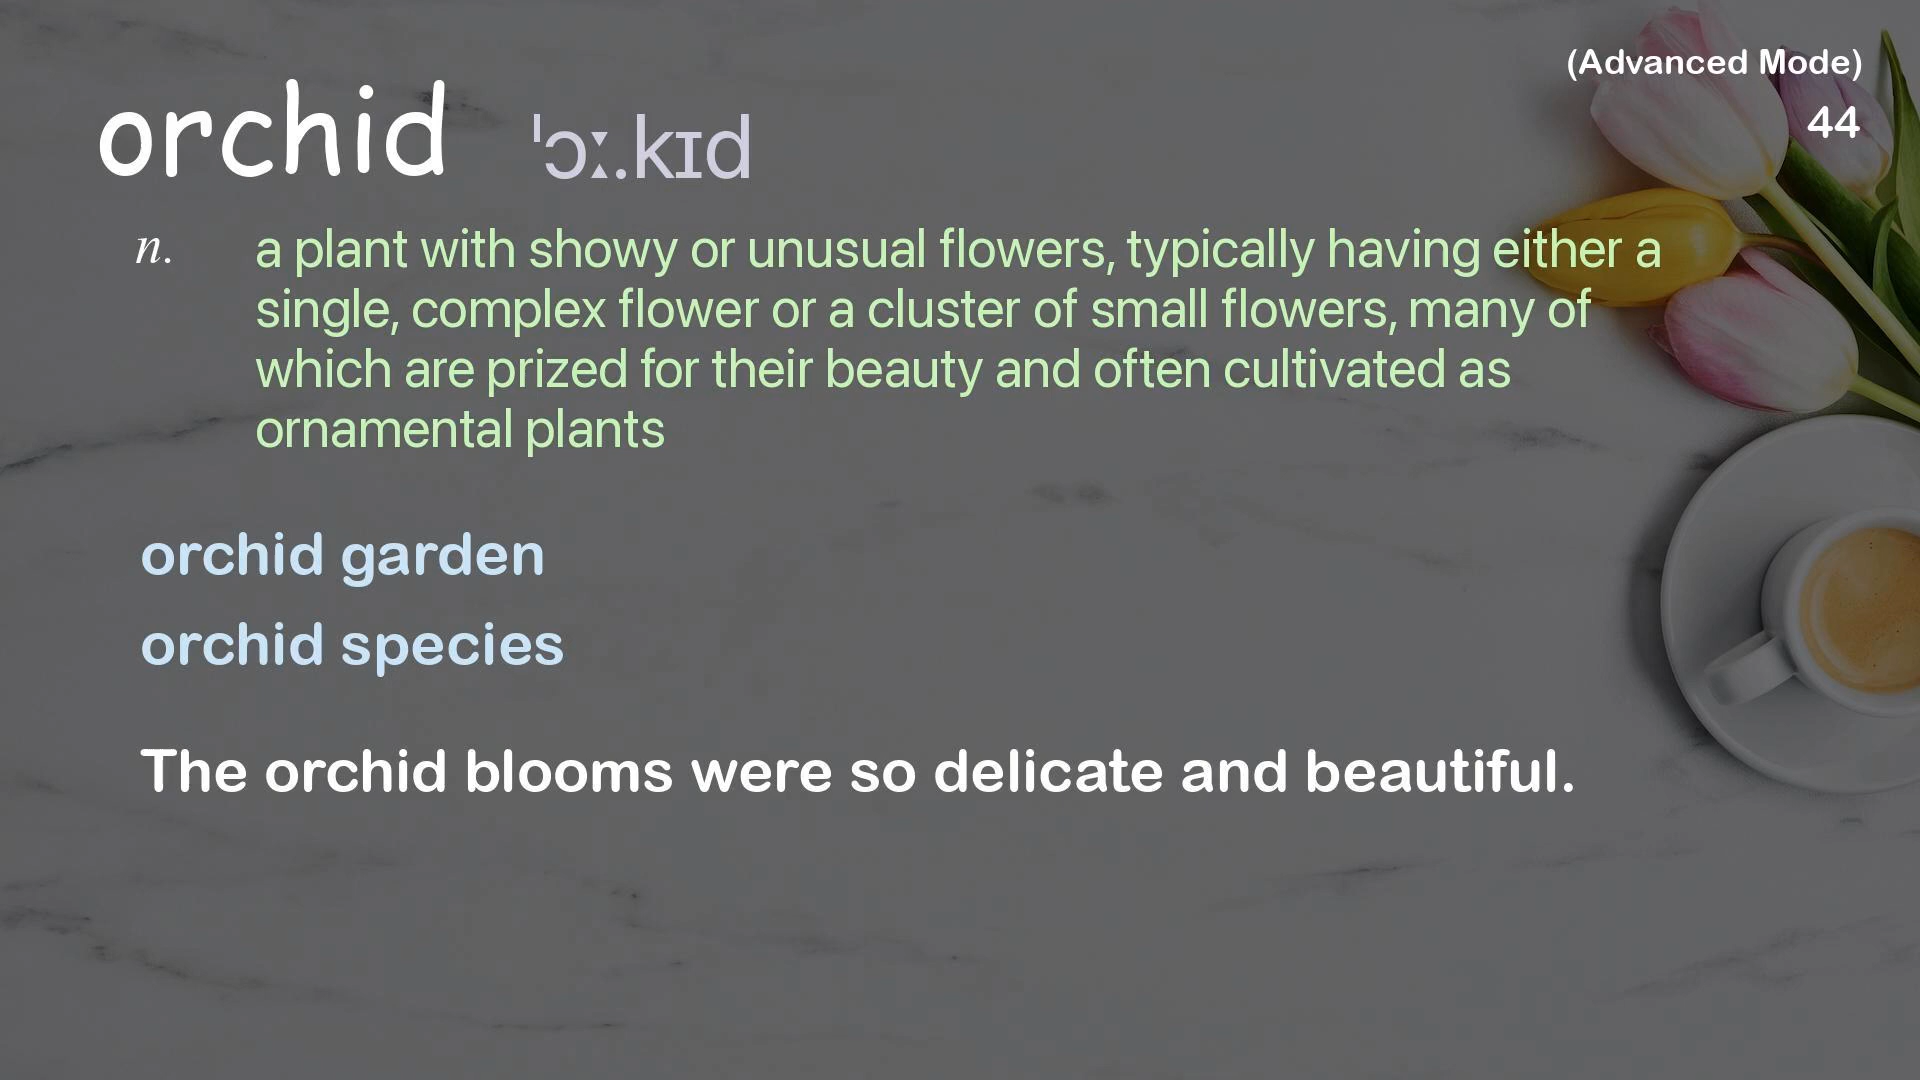 (Advanced Mode)
44
orchid ˈɔː.kɪd
n. a plant with showy or unusual flowers, typically having either a
single, complex flower or a cluster of small flowers, many of
which are prized for their beauty and often cultivated as
ornamental plants
orchid garden
orchid species
The orchid blooms were so delicate and beautiful.